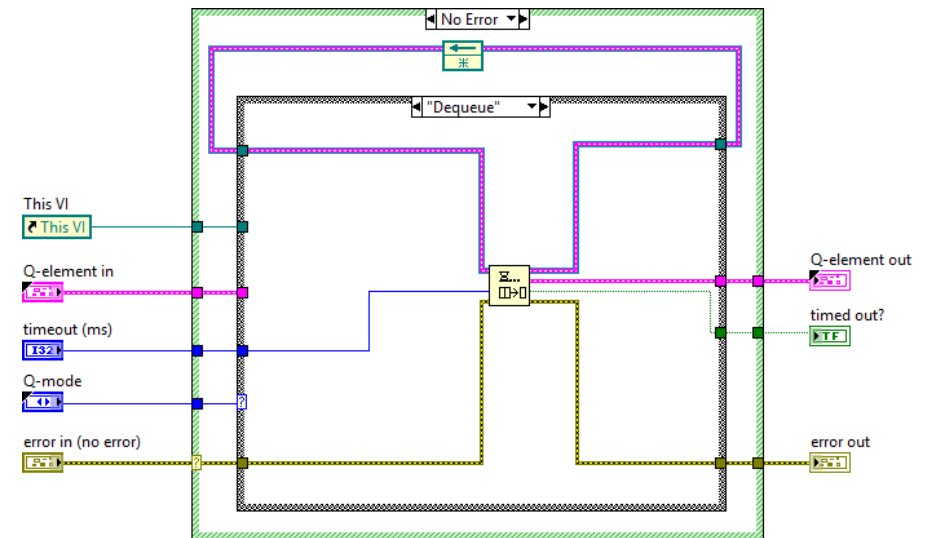 No Error
"Dequeue"
This VI
This VI
Q-element in
timeout (ms)
I32
Q-mode
?
error in (no error)
?
Q-element out
timed out?
TF
error out